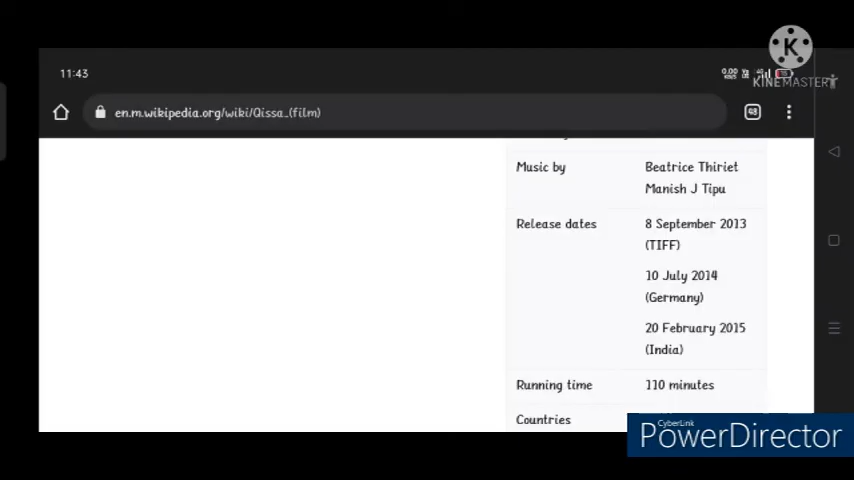 11:43
KINEMASTER
en.m.wikipedia.org/wiki/Qissa_(film)
Music by Beatrice Thiriet
Manish J Tipu
Release dates 8 September 2013
(TIFF)
10 July 2014
(Germany)
20 February 2015
(India)
Running time 110 minutes
Countries
CyberLink
PowerDirector